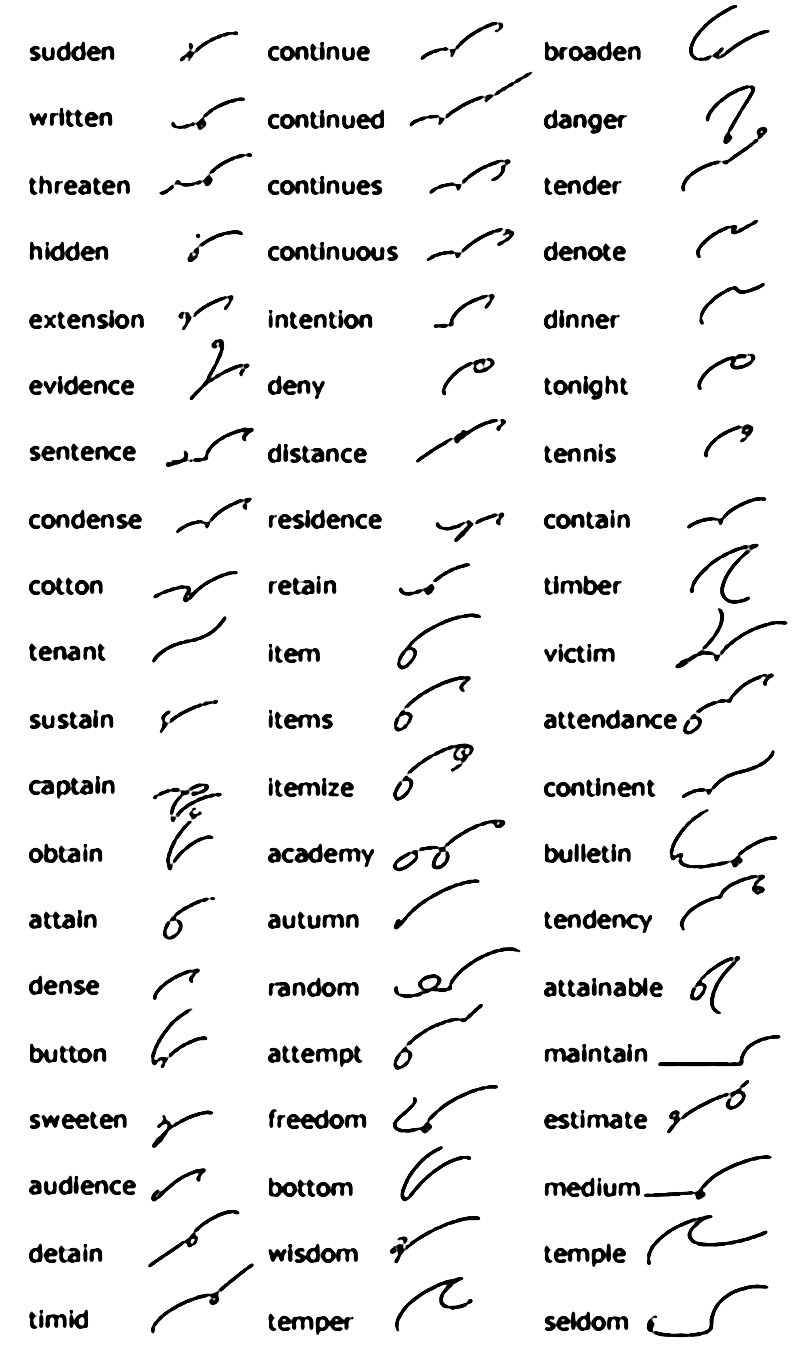 sudden continue broaden
written continued danger
threaten continues tender
hidden continuous denote
extension intention dinner
evidence deny tonight
sentence distance tennis
condense residence contain
cotton retain timber
tenant item victim
sustain items attendance
captain itemize continent
obtain academy bulletin
attain autumn tendency
dense random attainable
button attempt maintain
sweeten freedom estimate
audience bottom medium
detain wisdom temple
timid temper seldom